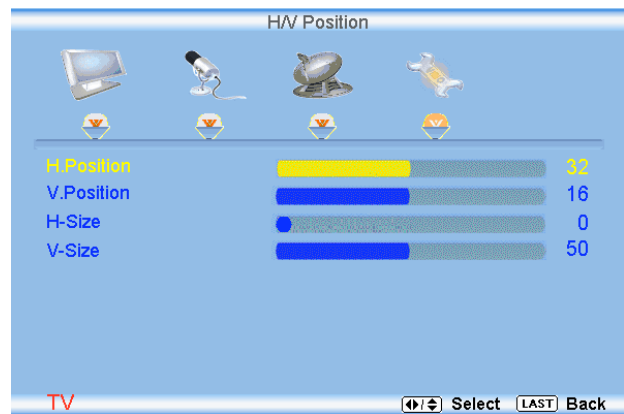 H/V Position
H.Position 32
V.Position 16
H-Size 0
V-Size 50
TV Select LAST Back